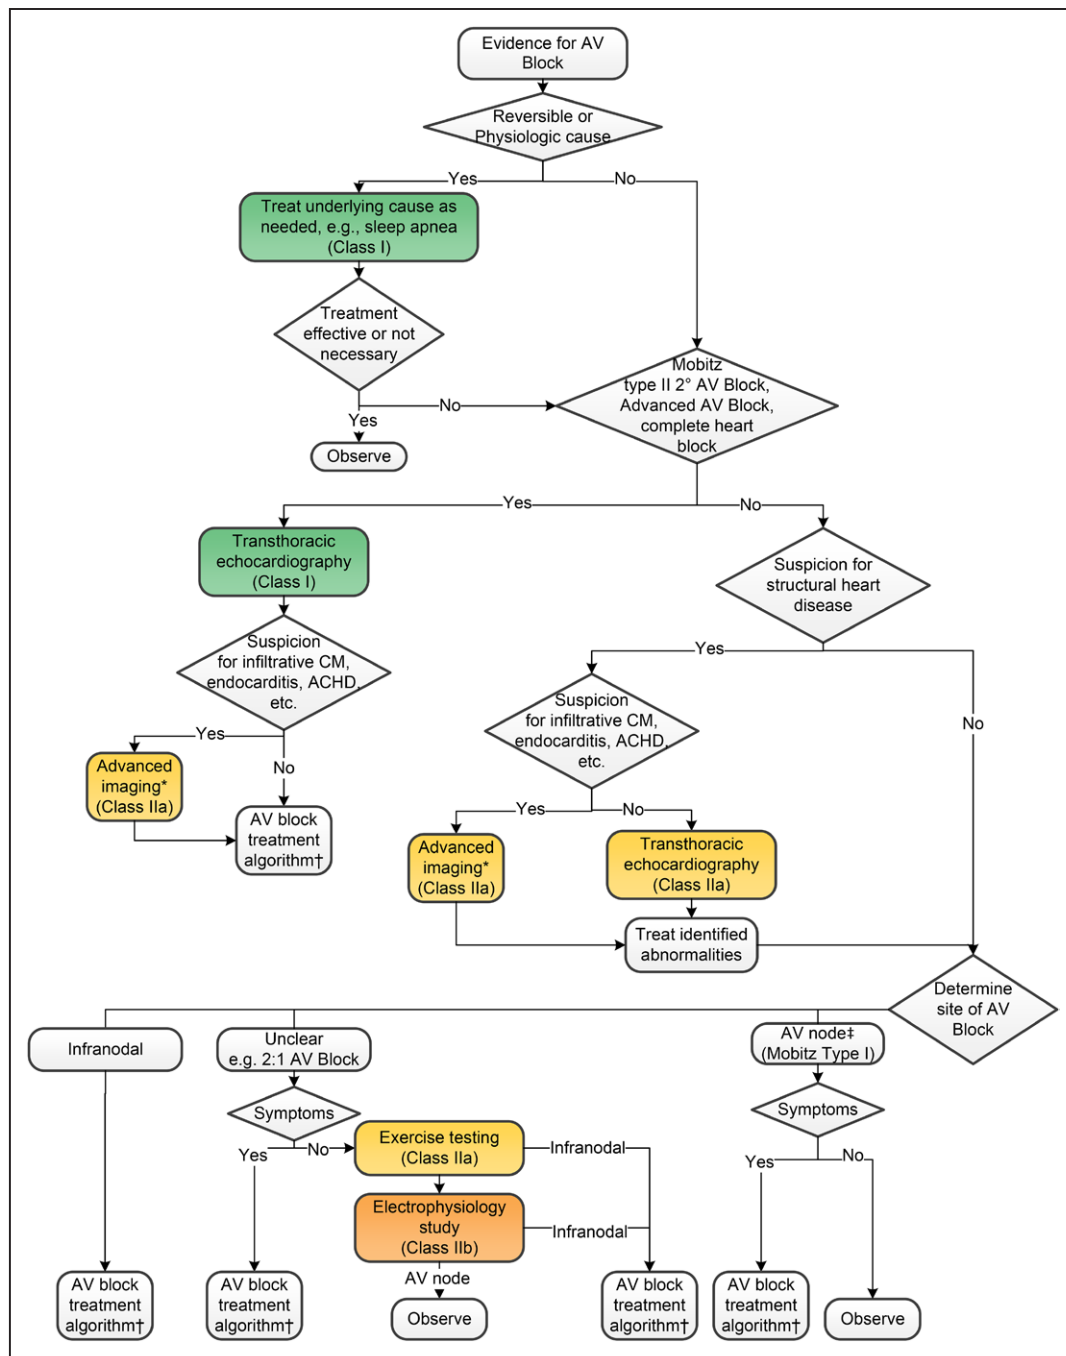 Evidence for AV
Block
Reversible or
Physiologic cause
Yes
No
Treat underlying cause as
needed, e.g., sleep apnea
(Class I)
Treatment
effective or not
necessary
Mobitz
type II 2° AV Block,
Advanced AV Block,
complete heart
block
No
Yes
Observe
Yes
No
Transthoracic
echocardiography
(Class I)
Suspicion for
structural heart
disease
Suspicion
for infiltrative CM,
endocarditis, ACHD,
etc.
Yes
No
Suspicion
for infiltrative CM,
endocarditis, ACHD,
etc.
Yes
No
Advanced
imaging*
(Class IIa)
AV block
treatment
algorithm†
Yes
No
Advanced
imaging*
(Class IIa)
Transthoracic
echocardiography
(Class IIa)
Treat identified
abnormalities
Determine
site of AV
Block
Infranodal
Unclear
e.g. 2:1 AV Block
AV node‡
(Mobitz Type I)
Symptoms
Symptoms
Yes
No
Exercise testing
(Class IIa)
Infranodal
Yes
No
Electrophysiology
study
(Class IIb)
Infranodal
AV node
AV block
treatment
algorithm†
AV block
treatment
algorithm†
Observe
AV block
treatment
algorithm†
AV block
treatment
algorithm†
Observe